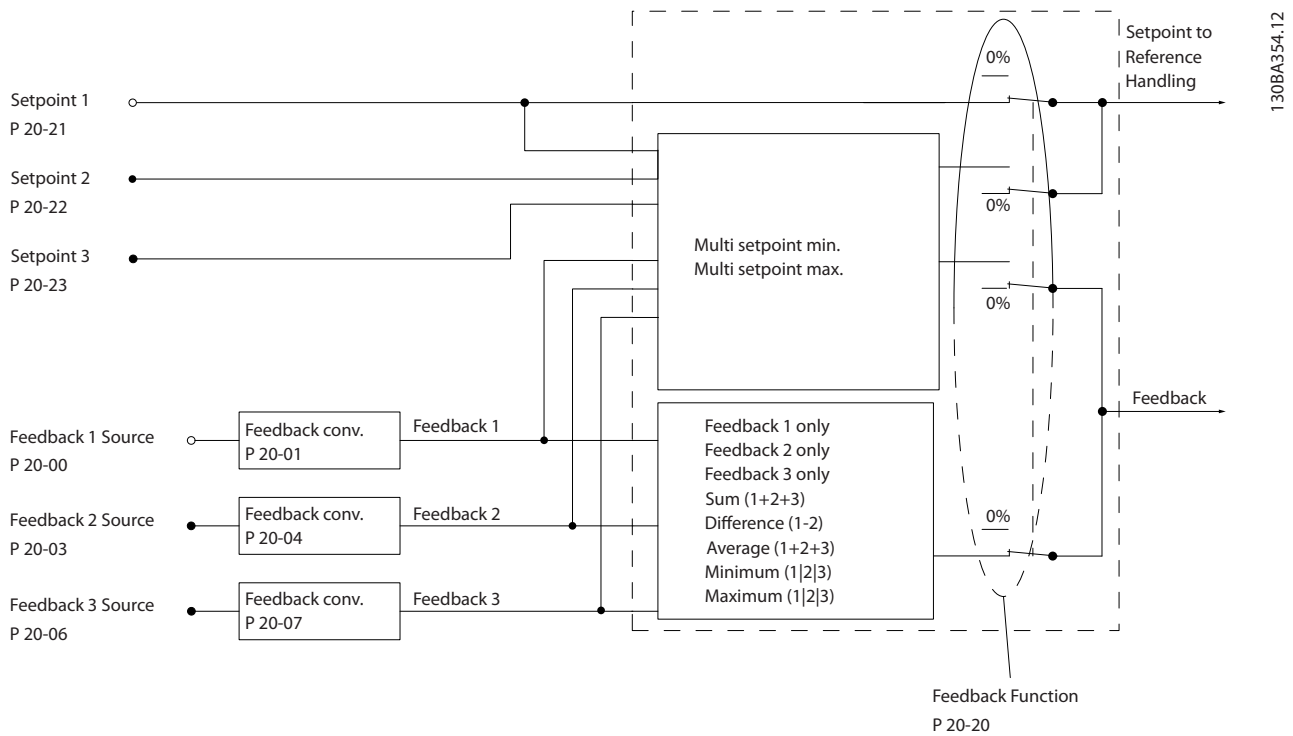 130BA354.12
Setpoint to
Reference
Handling
0%
Setpoint 1
P 20-21
Setpoint 2
P 20-22
0%
Setpoint 3
P 20-23
Multi setpoint min.
Multi setpoint max.
0%
Feedback
Feedback 1 Source
P 20-00
Feedback conv.
P 20-01
Feedback 1
Feedback 2 Source
P 20-03
Feedback conv.
P 20-04
Feedback 2
Feedback 3 Source
P 20-06
Feedback conv.
P 20-07
Feedback 3
Feedback 1 only
Feedback 2 only
Feedback 3 only
Sum (1+2+3)
Difference (1-2)
Average (1+2+3)
Minimum (1|2|3)
Maximum (1|2|3)
0%
Feedback Function
P 20-20